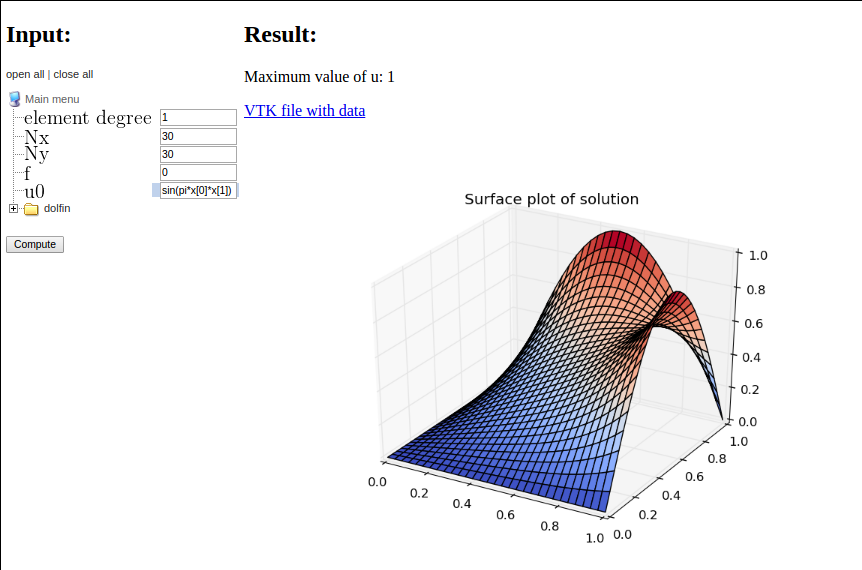 Input:
open all | close all
Main menu
element degree 1
Nx 30
Ny 30
f 0
u0 sin(pi*x[0]*x[1])
dolfin
Compute
Result:
Maximum value of u: 1
VTK file with data
Surface plot of solution
1.0
0.8
0.6
0.4
0.2
0.0
0.0
0.2
0.4
0.6
0.8
1.0
0.0
0.2
0.4
0.6
0.8
1.0